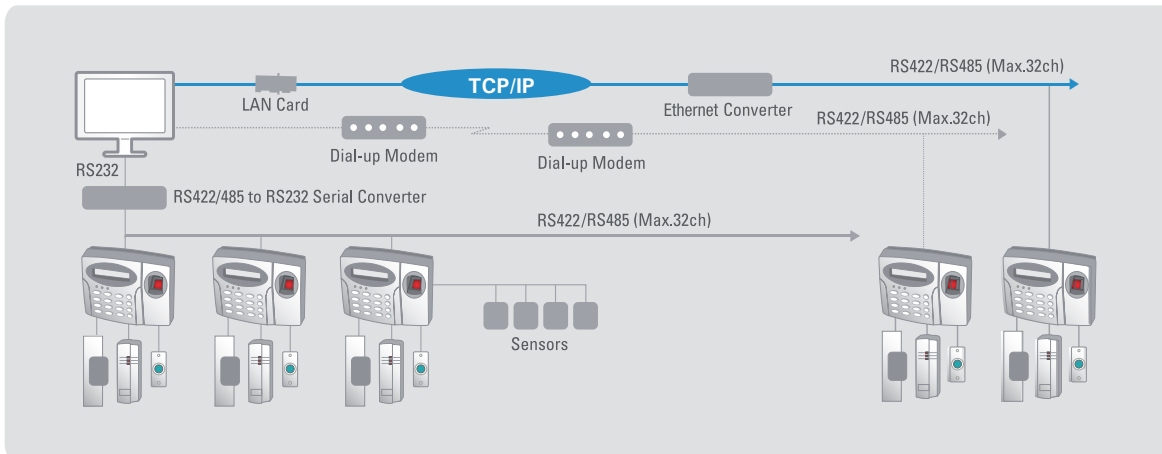 RS422/RS485 (Max.32ch)
TCP/IP
LAN Card
Ethernet Converter
RS422/RS485 (Max.32ch)
Dial-up Modem
Dial-up Modem
RS232
RS422/485 to RS232 Serial Converter
RS422/RS485 (Max.32ch)
Sensors